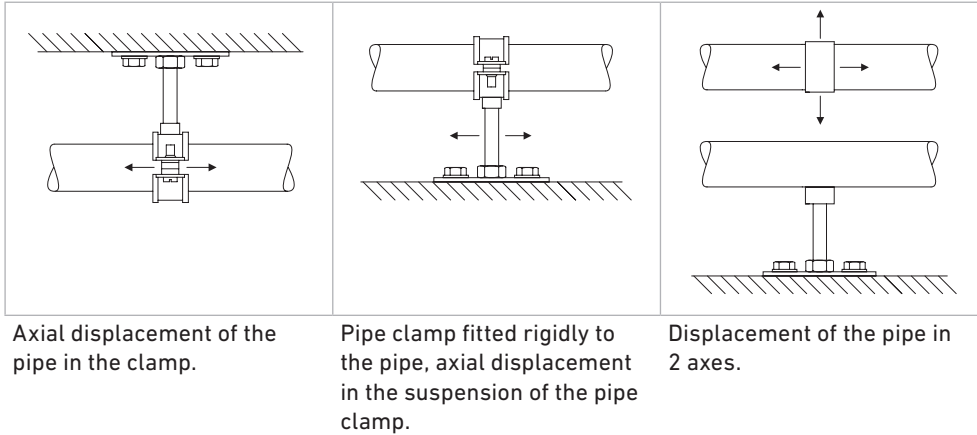 Axial displacement of the
pipe in the clamp.
Pipe clamp fitted rigidly to
the pipe, axial displacement
in the suspension of the pipe
clamp.
Displacement of the pipe in
2 axes.